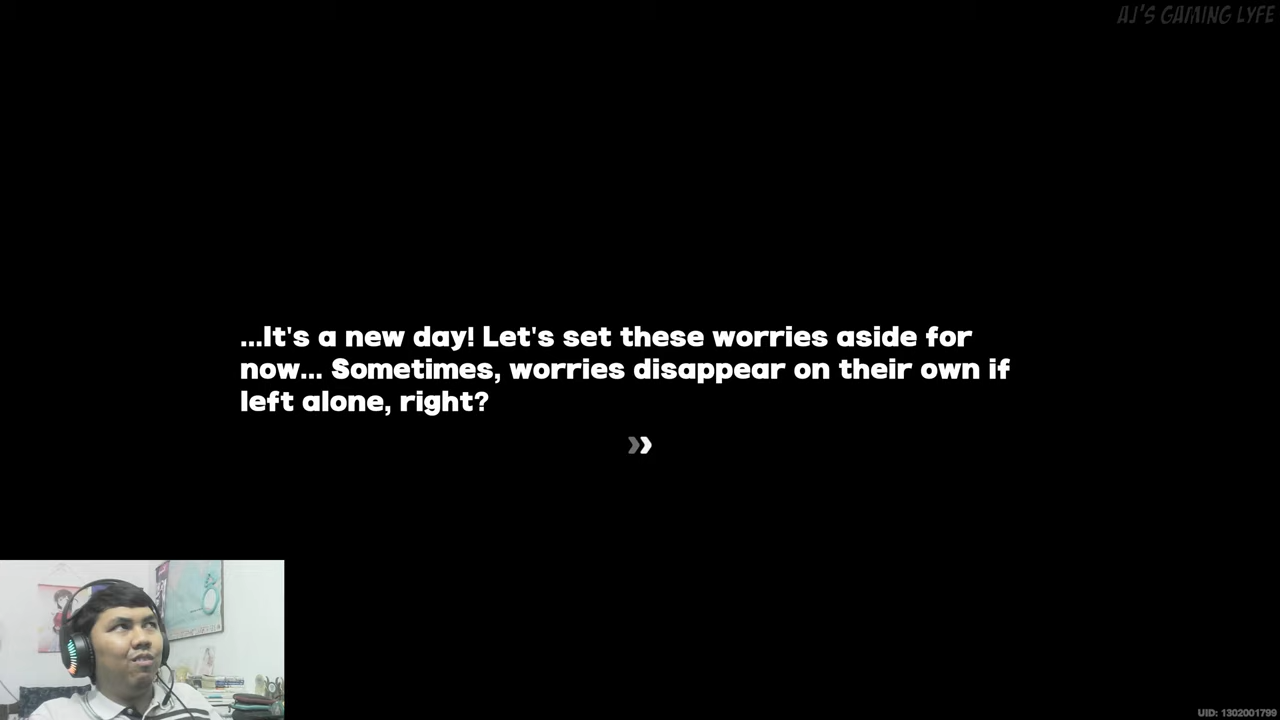 AJ'S GAMING LYFE
...It's a new day! Let's set these worries aside for
now... Sometimes, worries disappear on their own if
left alone, right?
UID: 1302001799